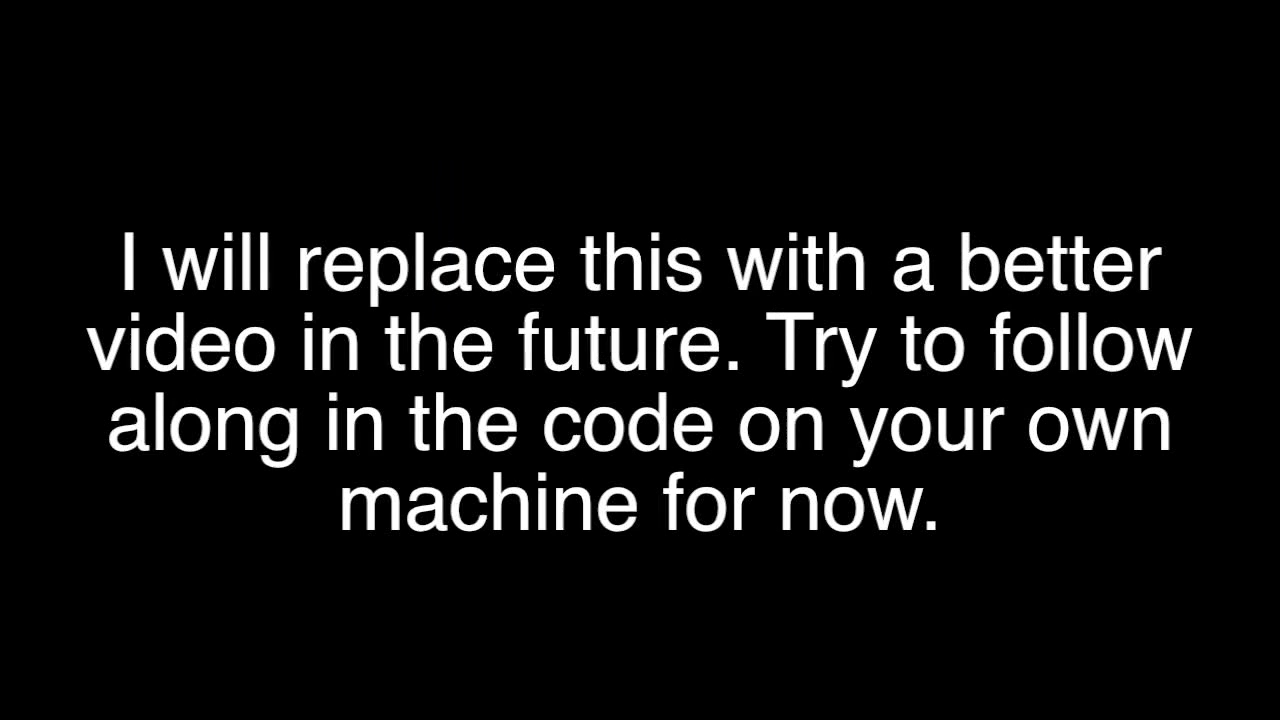 I will replace this with a better
video in the future. Try to follow
along in the code on your own
machine for now.